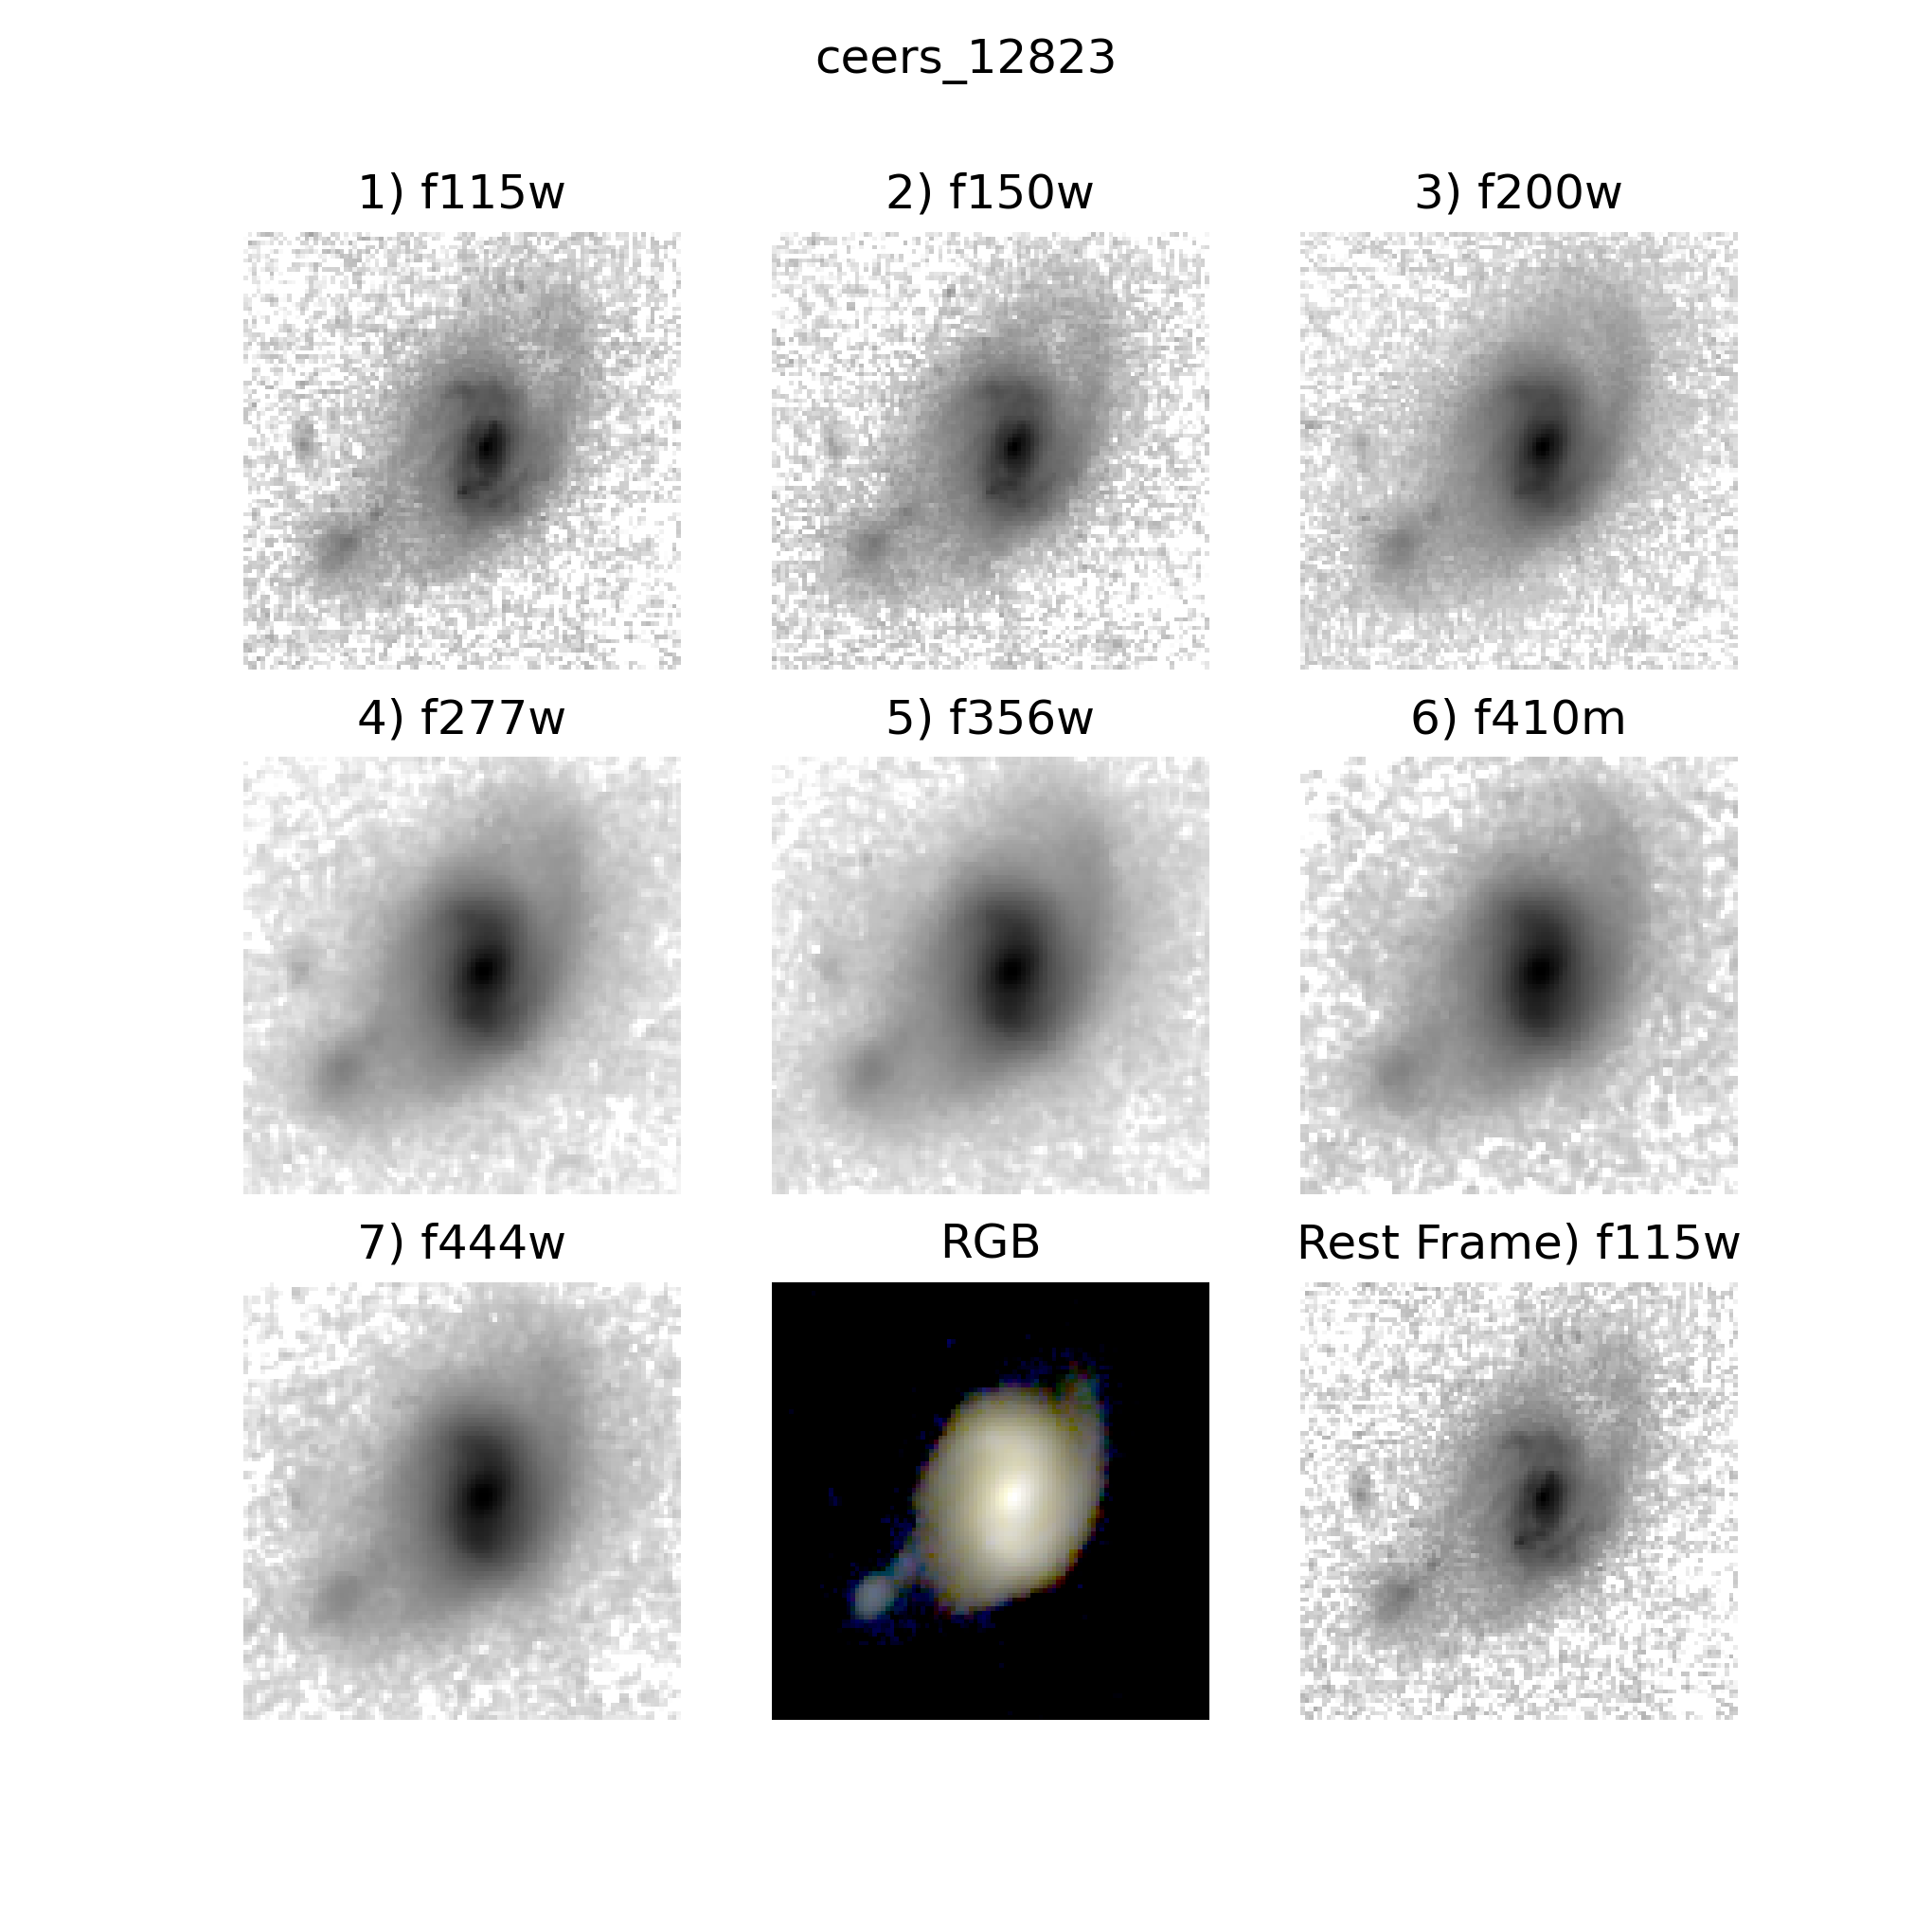 ceers_12823
1) f115w
2) f150w
3) f200w
4) f277w
5) f356w
6) f410m
7) f444w
RGB
Rest Frame) f115w